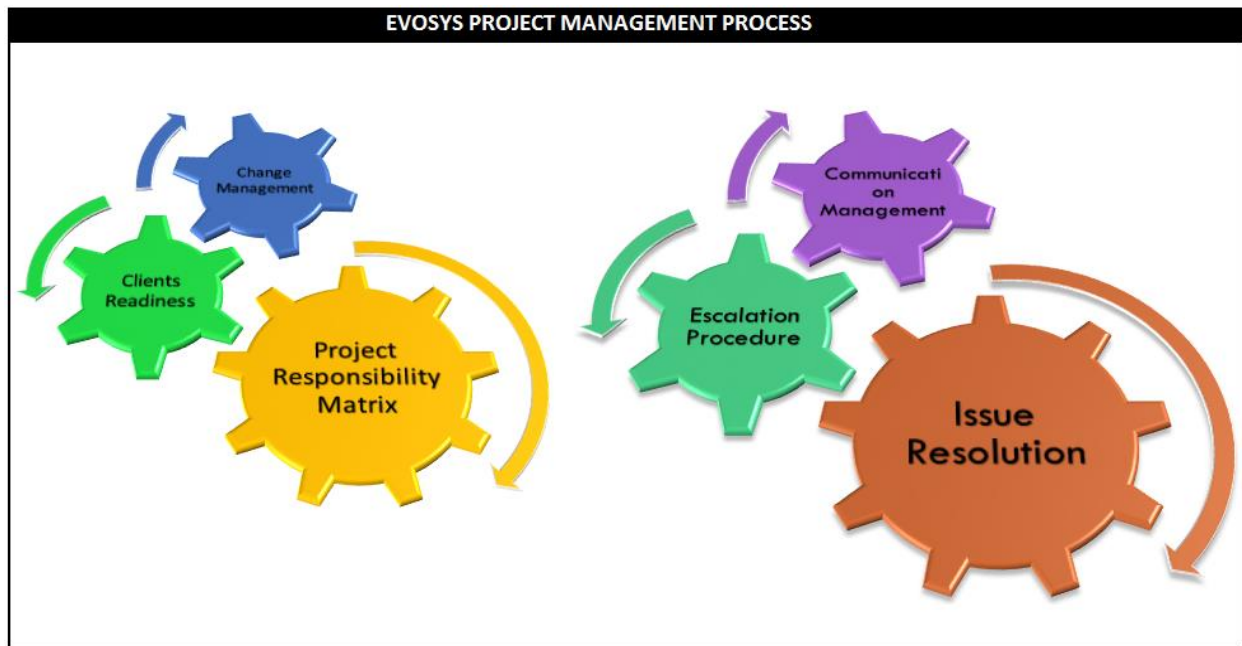 EVOSYS PROJECT MANAGEMENT PROCESS
Change
Management
Clients
Readiness
Project
Responsibility
Matrix
Communicati
on
Management
Escalation
Procedure
Issue
Resolution